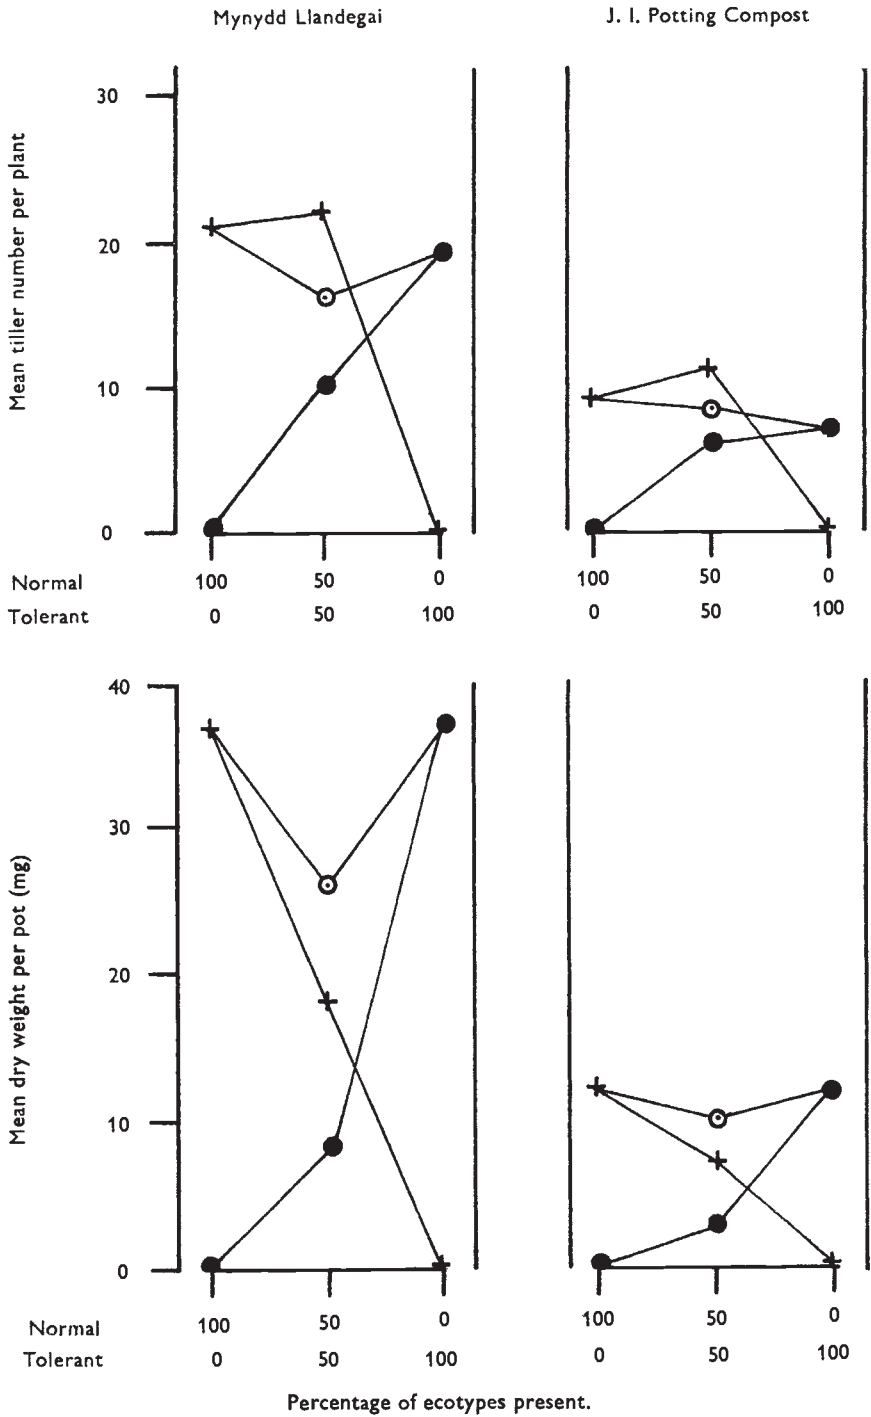 Mynydd Llandegai
J. I. Potting Compost
Mean tiller number per plant
30
20
10
0
Normal 100 50 0 100 50 0
Tolerant 0 50 100 0 50 100
Mean dry weight per pot (mg)
40
30
20
10
0
Normal 100 50 0 100 50 0
Tolerant 0 50 100 0 50 100
Percentage of ecotypes present.